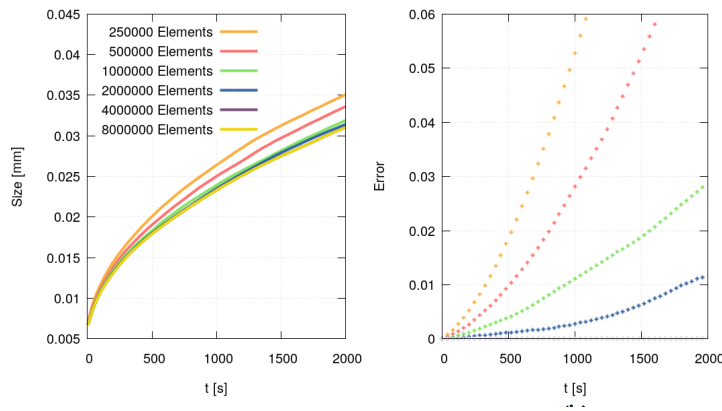 0.045
0.04
0.035
0.03
0.025
0.02
0.015
0.01
0.005
Size [mm]
250000 Elements
500000 Elements
1000000 Elements
2000000 Elements
4000000 Elements
8000000 Elements
0 500 1000 1500 2000
t [s]
0.06
0.05
0.04
0.03
0.02
0.01
0
Error
0 500 1000 1500 2000
t [s]